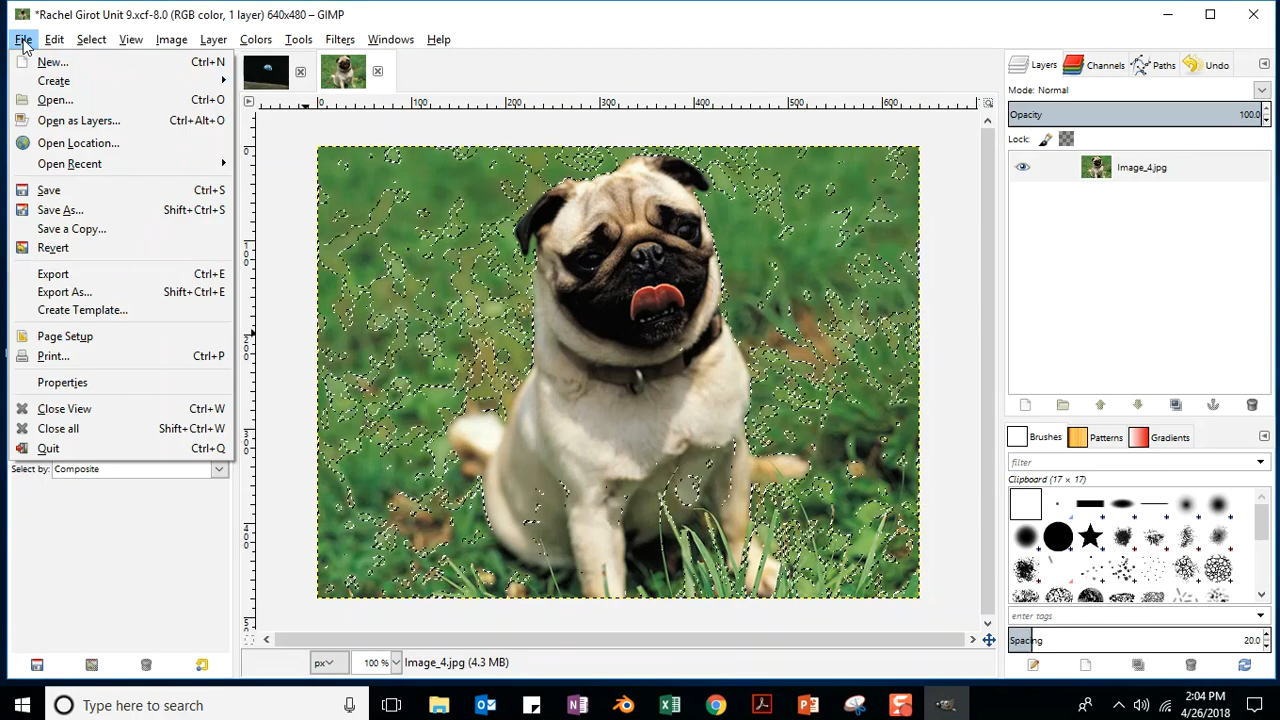 *Rachel Girot Unit 9.xcf-8.0 (RGB color, 1 layer) 640x480 – GIMP
File Edit Select View Image Layer Colors Tools Filters Windows Help
New... Ctrl+N
Create
Open... Ctrl+O
Open as Layers... Ctrl+Alt+O
Open Location...
Open Recent
Save Ctrl+S
Save As... Shift+Ctrl+S
Save a Copy...
Revert
Export Ctrl+E
Export As... Shift+Ctrl+E
Create Template...
Page Setup
Print... Ctrl+P
Properties
Close View Ctrl+W
Close all Shift+Ctrl+W
Quit Ctrl+Q
Select by: Composite
0 100 200 300 400 500 600
0
100
200
300
400
px 100 % Image_4.jpg (4.3 MB)
Layers Channels Paths Undo
Mode: Normal
Opacity 100.0
Lock:
Image_4.jpg
Brushes Patterns Gradients
filter
Clipboard (17 × 17)
enter tags
Spacing 20.0
Type here to search
2:04 PM
4/26/2018